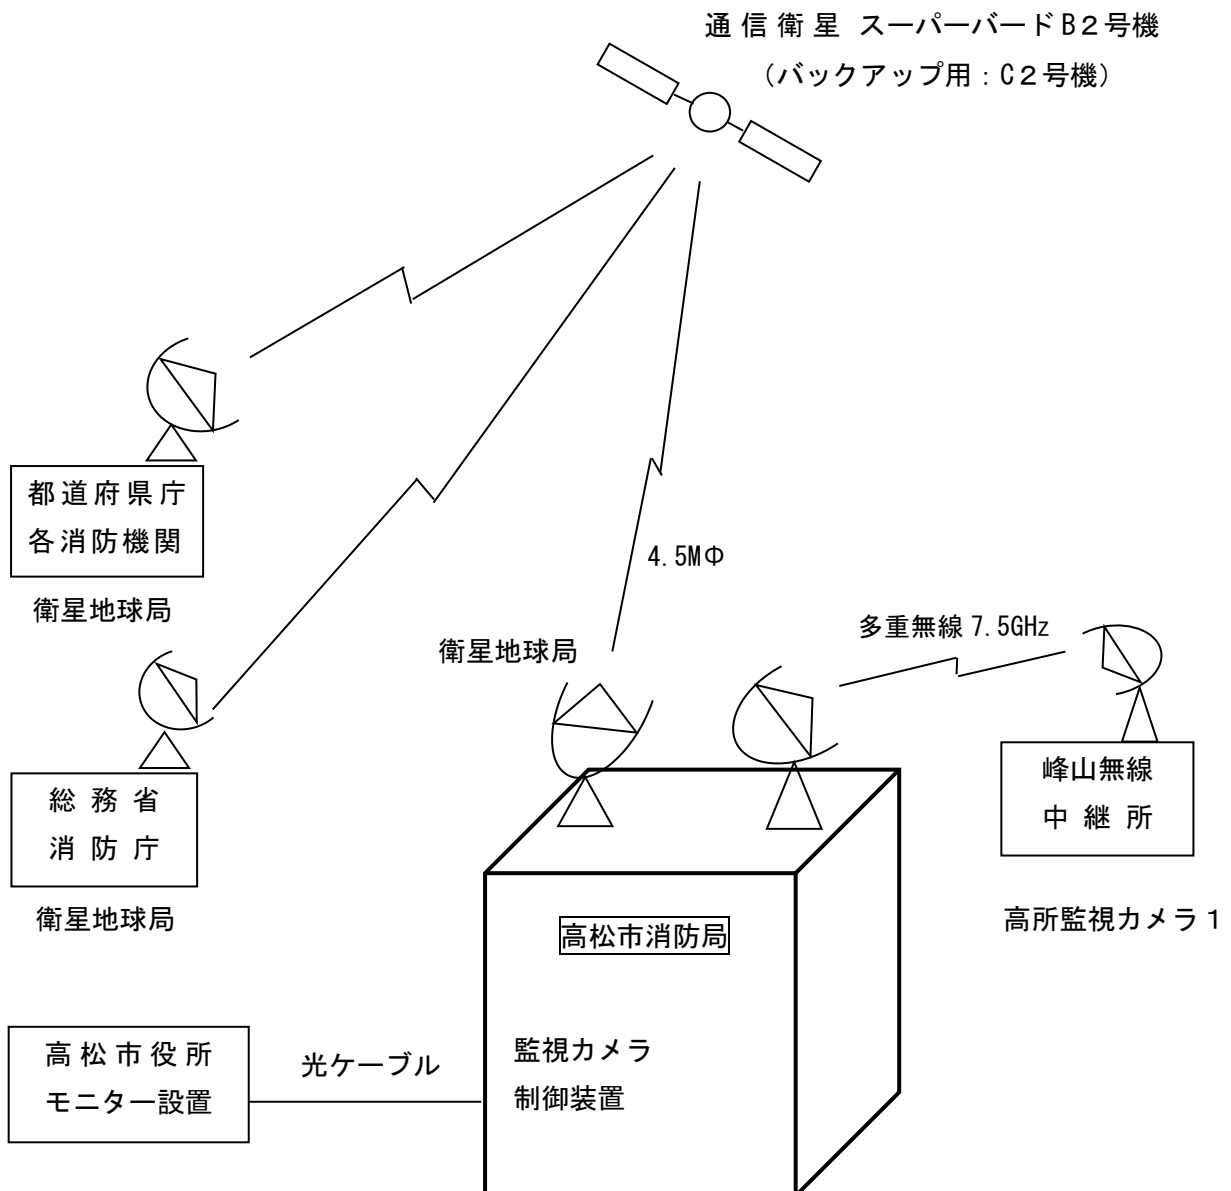 通信衛星 スーパーバードB2号機
（バックアップ用：C2号機）
都道府県庁
各消防機関
衛星地球局
4.5MΦ
多重無線 7.5GHz
衛星地球局
峰山無線
中継所
総務省
消防庁
衛星地球局
高所監視カメラ1
高松市消防局
高松市役所
モニター設置
光ケーブル
監視カメラ
制御装置